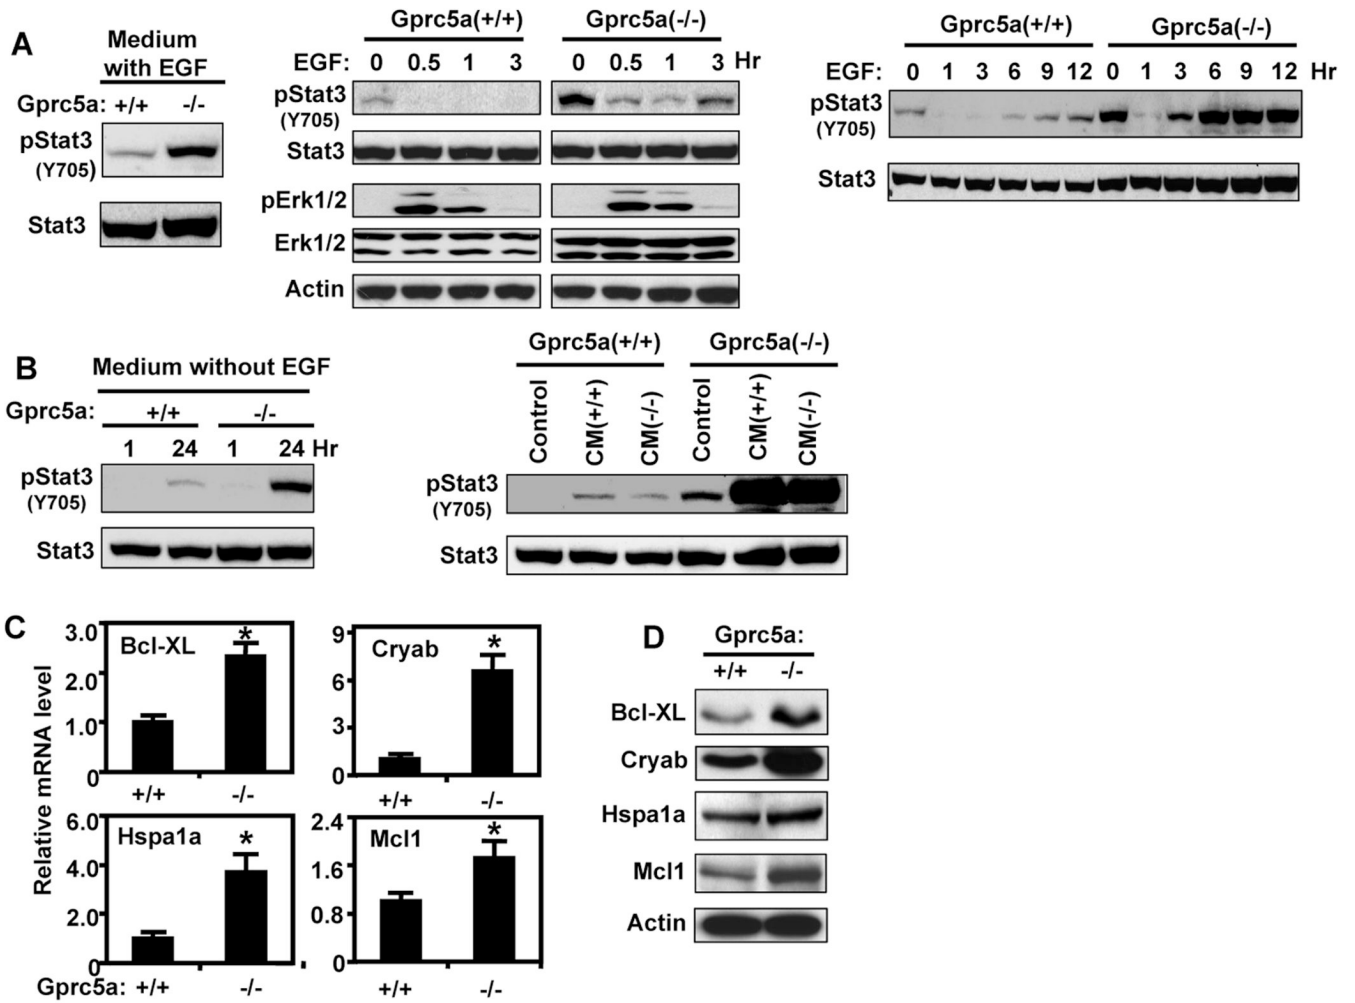 A
Medium
with EGF
Gprc5a: +/+ -/-
pStat3
(Y705)
Stat3
Gprc5a(+/+) Gprc5a(-/-)
EGF: 0 0.5 1 3 0 0.5 1 3 Hr
pStat3
(Y705)
Stat3
pErk1/2
Erk1/2
Actin
Gprc5a(+/+) Gprc5a(-/-)
EGF: 0 1 3 6 9 12 0 1 3 6 9 12 Hr
pStat3
(Y705)
Stat3
B
Medium without EGF
Gprc5a: +/+ -/-
1 24 1 24 Hr
pStat3
(Y705)
Stat3
Gprc5a(+/+) Gprc5a(-/-)
Control CM(+/+) CM(-/-) Control CM(+/+) CM(-/-)
pStat3
(Y705)
Stat3
C
Relative mRNA level
3.0
2.0
1.0
0
Bcl-XL
*
+/+ -/-
9
6
3
0
Cryab
*
+/+ -/-
6.0
4.0
2.0
0
Hspa1a
*
Gprc5a: +/+ -/-
2.4
1.6
0.8
0
Mcl1
*
+/+ -/-
D
Gprc5a:
+/+ -/-
Bcl-XL
Cryab
Hspa1a
Mcl1
Actin